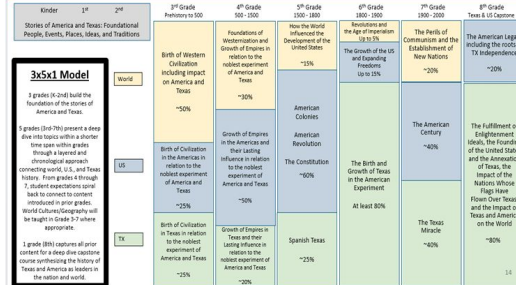 Kinder 1st 2nd
Stories of America and Texas: Foundational
People, Events, Places, Ideas, and Traditions
3x5x1 Model
3 grades (K-2nd) build the
foundation of the stories of
America and Texas.
5 grades (3rd-7th) present a deep
dive into topics within a shorter
time span within grades
through a layered and
chronological approach
connecting world, U.S., and Texas
history. From grades 4 through
7, student expectations spiral
back to connect to content
introduced in prior grades.
World Cultures/Geography will
be taught in Grade 3-7 where
appropriate.
1 grade (8th) captures all prior
content for a deep dive capstone
course synthesizing the history of
Texas and America as leaders in
the nation and world.
World
US
TX
3rd Grade
Prehistory to 500
Birth of Western
Civilization
including impact
on America and
Texas
~50%
Birth of Civilization
in the Americas in
relation to the
noblest experiment
of America and
Texas
~25%
Birth of Civilization
in Texas in relation
to the noblest
experiment of
America and Texas
~25%
4th Grade
500 - 1500
Foundations of
Westernization and
Growth of Empires in
relation to the
noblest experiment
of America and
Texas
~30%
Growth of Empires
in America and
their Lasting
Influence in relation
to the noblest
experiment of
America and Texas
~50%
Growth of Empires in
Texas and their
Lasting Influence in
relation to the noblest
experiment of
America and Texas
~20%
5th Grade
1500 - 1800
How the World
Influenced the
Development of the
United States
~15%
American
Colonies
American
Revolution
The Constitution
~60%
Spanish Texas
~25%
6th Grade
1800 - 1900
Revolutions and
the Age of Imperialism
Up to 5%
The Growth of the US
and Expanding
Freedoms
Up to 15%
The Birth and
Growth of Texas
in the American
Experiment
At least 80%
7th Grade
1900 - 2000
The Perils of
Communism and the
Establishment of
New Nations
~20%
The American
Century
~40%
The Texas
Miracle
~40%
8th Grade
Texas & US Capstone
The American Lega
including the roots
TX Independence
~20%
The Fulfillment o
Enlightenment
Ideals, the Foundin
of the United State
and the Annexatio
of Texas, the
Impact of the
Nations Whose
Flags Have
Flown Over Texas
and the Impact o
Texas and Americ
on the World
~80%
14